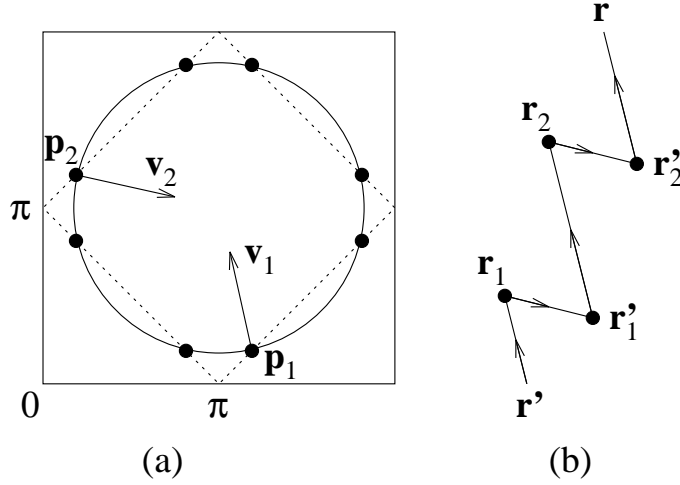 r
p₂
v₂
r₂
r'₂
π
v₁
r₁
r'₁
p₁
0
π
r'
(a)
(b)